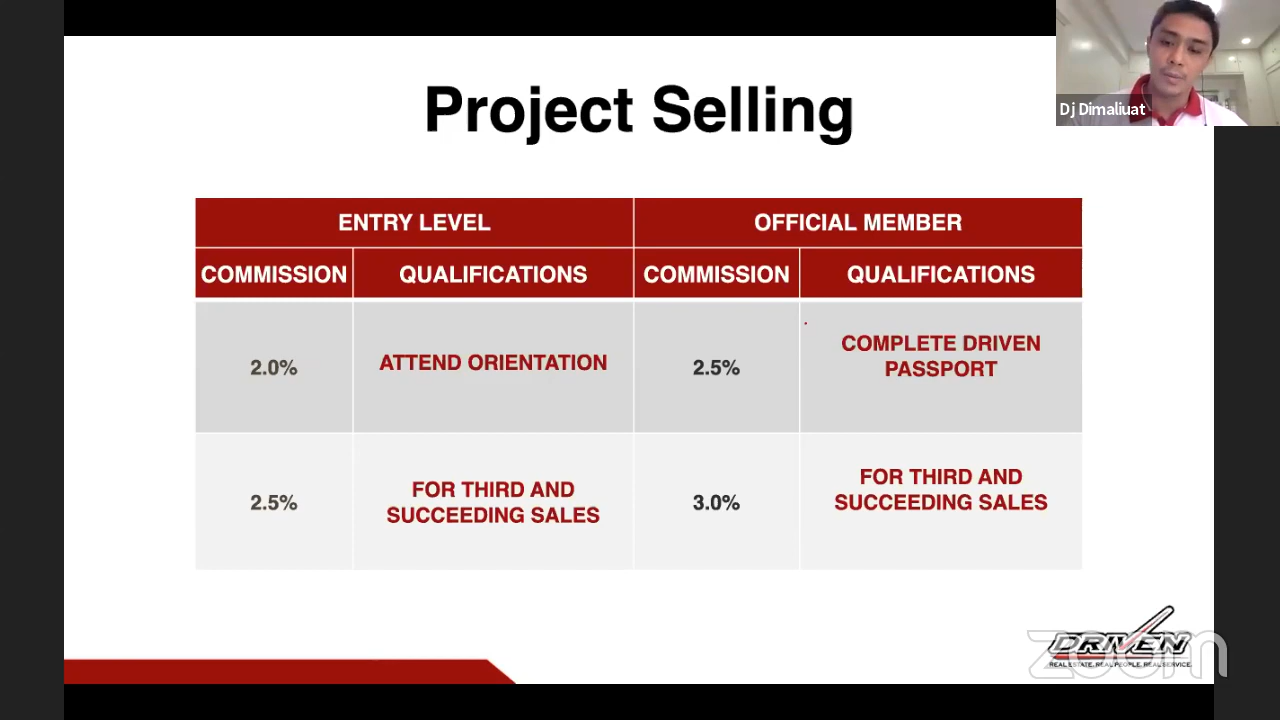 Project Selling
Dj Dimaliuat
ENTRY LEVEL
OFFICIAL MEMBER
COMMISSION
QUALIFICATIONS
COMMISSION
QUALIFICATIONS
2.0%
ATTEND ORIENTATION
2.5%
COMPLETE DRIVEN
PASSPORT
2.5%
FOR THIRD AND
SUCCEEDING SALES
3.0%
FOR THIRD AND
SUCCEEDING SALES
DRIVEN
zoom
REAL ESTATE. REAL PEOPLE. REAL SERVICE.